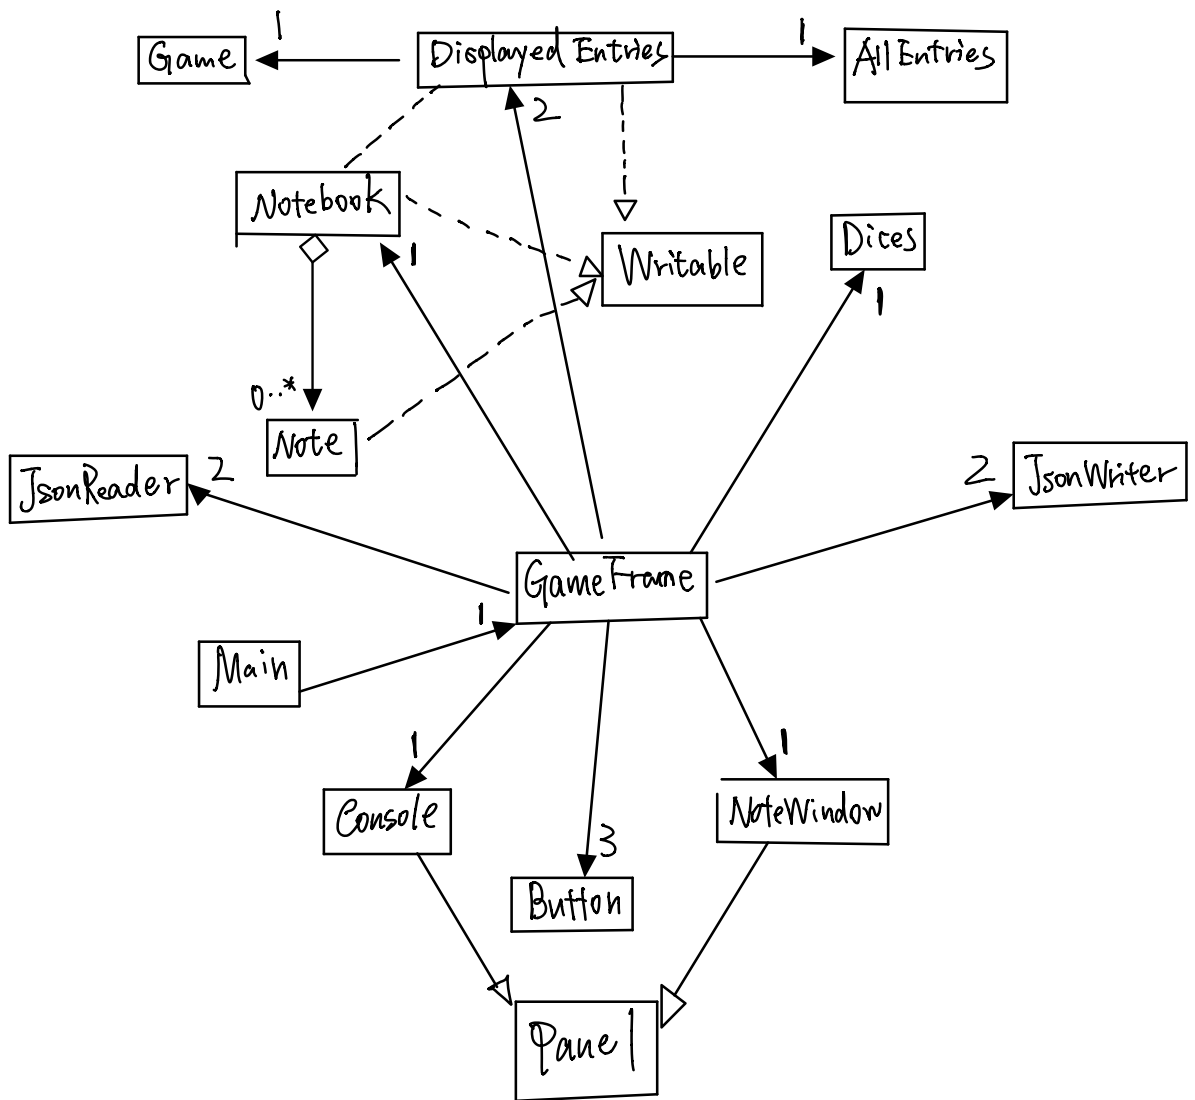 1
1
Game
Displayed Entries
All Entries
2
Notebook
1
Writable
Dices
1
0..*
Note
JsonReader
2
2
JsonWriter
GameFrame
1
Main
1
1
Console
NoteWindow
3
Button
Panel